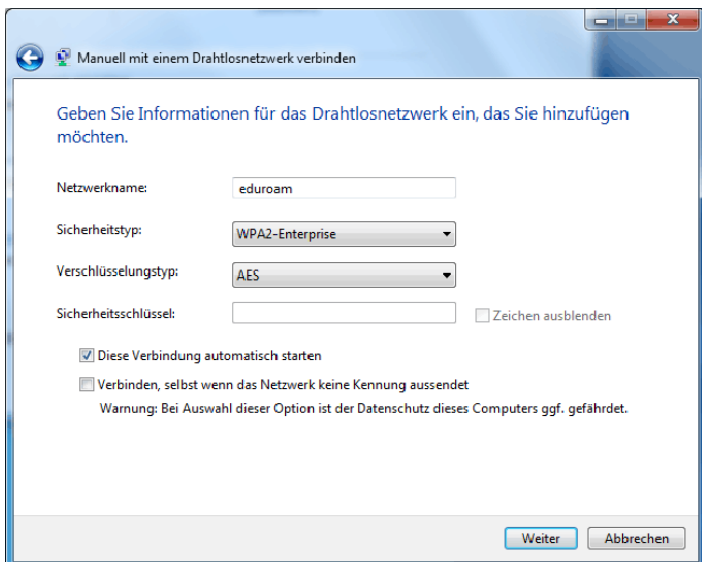 Manuell mit einem Drahtlosnetzwerk verbinden
Geben Sie Informationen für das Drahtlosnetzwerk ein, das Sie hinzufügen
möchten.
Netzwerkname: eduroam
Sicherheitstyp: WPA2-Enterprise
Verschlüsselungstyp: AES
Sicherheitsschlüssel: Zeichen ausblenden
Diese Verbindung automatisch starten
Verbinden, selbst wenn das Netzwerk keine Kennung aussendet
Warnung: Bei Auswahl dieser Option ist der Datenschutz dieses Computers ggf. gefährdet.
Weiter Abbrechen